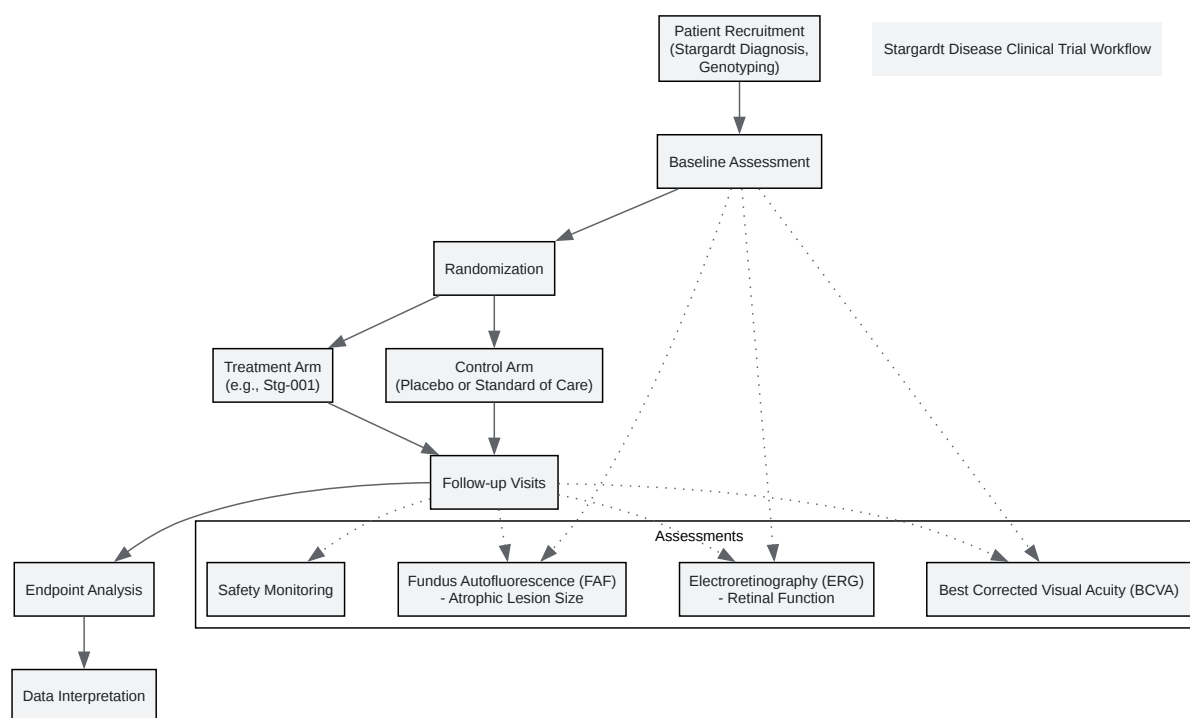 Patient Recruitment
(Stargardt Diagnosis,
Genotyping)
Stargardt Disease Clinical Trial Workflow
Baseline Assessment
Randomization
Treatment Arm
(e.g., Stg-001)
Control Arm
(Placebo or Standard of Care)
Follow-up Visits
Assessments
Endpoint Analysis
Safety Monitoring
Fundus Autofluorescence (FAF)
- Atrophic Lesion Size
Electroretinography (ERG)
- Retinal Function
Best Corrected Visual Acuity (BCVA)
Data Interpretation